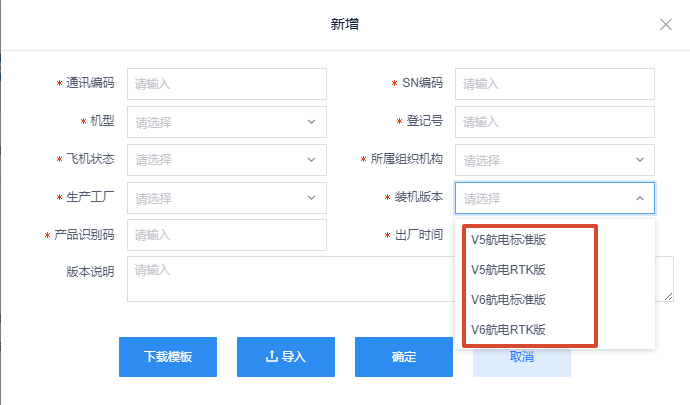 新增
* 通讯编码 请输入 * SN编码 请输入
* 机型 请选择 * 登记号 请输入
* 飞机状态 请选择 * 所属组织机构 请选择
* 生产工厂 请选择 * 装机版本 请选择
* 产品识别码 请输入 * 出厂时间
V5航电标准版
V5航电RTK版
V6航电标准版
V6航电RTK版
版本说明 请输入
下载模板 导入 确定 取消